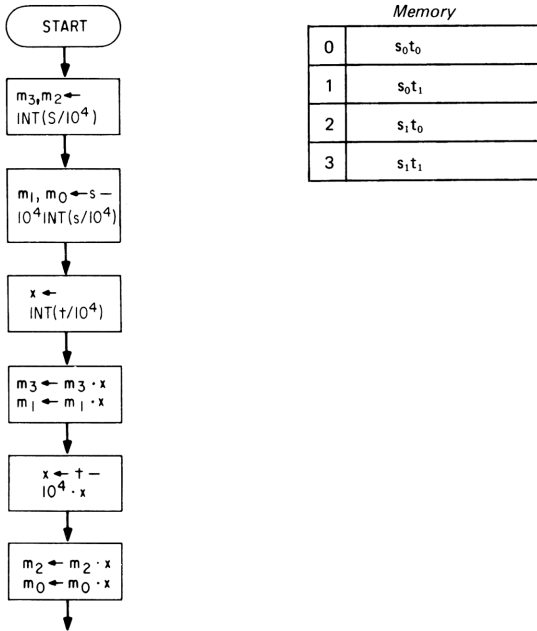 START
m₃,m₂←
INT(S/10⁴)
m₁, m₀←s −
10⁴INT(s/10⁴)
x ←
INT(t/10⁴)
m₃ ← m₃ · x
m₁ ← m₁ · x
x ← t −
10⁴ · x
m₂ ← m₂ · x
m₀ ← m₀ · x
Memory
0 s₀t₀
1 s₀t₁
2 s₁t₀
3 s₁t₁